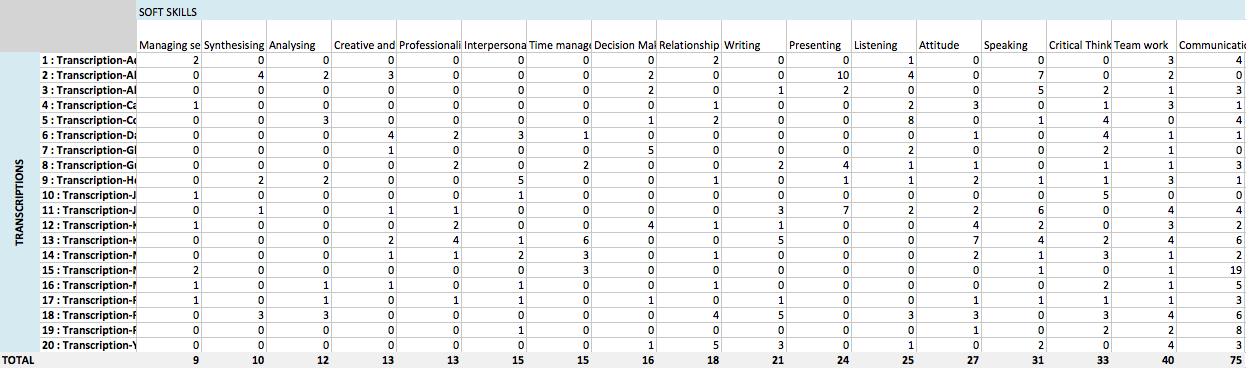 SOFT SKILLS
Managing se Synthesising Analysing Creative and Professionali Interpersona Time manage Decision Mak Relationship Writing Presenting Listening Attitude Speaking Critical Think Team work Communicatio
TRANSCRIPTIONS
1 : Transcription-A 2 0 0 0 0 0 0 0 2 0 0 1 0 0 0 3 4
2 : Transcription-Al 0 4 2 3 0 0 0 2 0 0 10 4 0 7 0 2 0
3 : Transcription-Al 0 0 0 0 0 0 0 2 0 1 2 0 0 5 2 1 3
4 : Transcription-Ca 1 0 0 0 0 0 0 0 1 0 0 2 3 0 1 3 1
5 : Transcription-Co 0 0 3 0 0 0 0 1 2 0 0 8 0 1 4 0 4
6 : Transcription-Da 0 0 0 4 2 3 1 0 0 0 0 0 1 0 4 1 1
7 : Transcription-Gl 0 0 0 1 0 0 0 5 0 0 0 2 0 0 2 1 0
8 : Transcription-G 0 0 0 0 2 0 2 0 0 2 4 1 1 0 1 1 3
9 : Transcription-H 0 2 2 0 0 5 0 0 1 0 1 1 2 1 1 3 1
10 : Transcription-J 1 0 0 0 0 1 0 0 0 0 0 0 0 0 5 0 0
11 : Transcription-J 0 1 0 1 1 0 0 0 0 3 7 2 2 6 0 4 4
12 : Transcription-K 1 0 0 0 2 0 0 4 1 1 0 0 4 2 0 3 2
13 : Transcription-K 0 0 0 2 4 1 6 0 0 5 0 0 7 4 2 4 6
14 : Transcription-M 0 0 0 1 1 2 3 0 1 0 0 0 2 1 3 1 2
15 : Transcription-M 2 0 0 0 0 0 3 0 0 0 0 0 0 1 0 1 19
16 : Transcription-M 1 0 1 1 0 1 0 0 1 0 0 0 0 0 2 1 5
17 : Transcription-R 1 0 1 0 1 1 0 1 0 1 0 0 1 1 1 1 3
18 : Transcription-R 0 3 3 0 0 0 0 0 4 5 0 3 3 0 3 4 6
19 : Transcription-R 0 0 0 0 0 1 0 0 0 0 0 0 1 0 2 2 8
20 : Transcription-Y 0 0 0 0 0 0 0 1 5 3 0 1 0 2 0 4 3
TOTAL 9 10 12 13 13 15 15 16 18 21 24 25 27 31 33 40 75